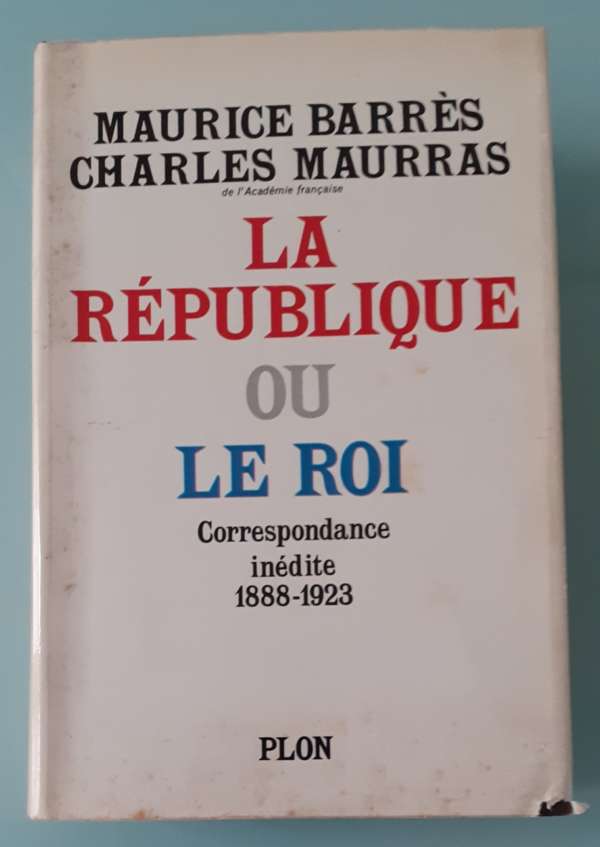 MAURICE BARRÈS
CHARLES MAURRAS
de l'Académie française
LA
RÉPUBLIQUE
OU
LE ROI
Correspondance
inédite
1888-1923
PLON